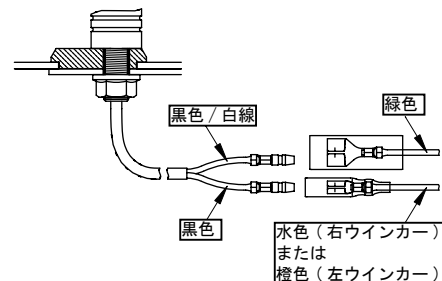 黒色 / 白線
緑色
黒色
水色 ( 右ウインカー )
または
橙色 ( 左ウインカー )